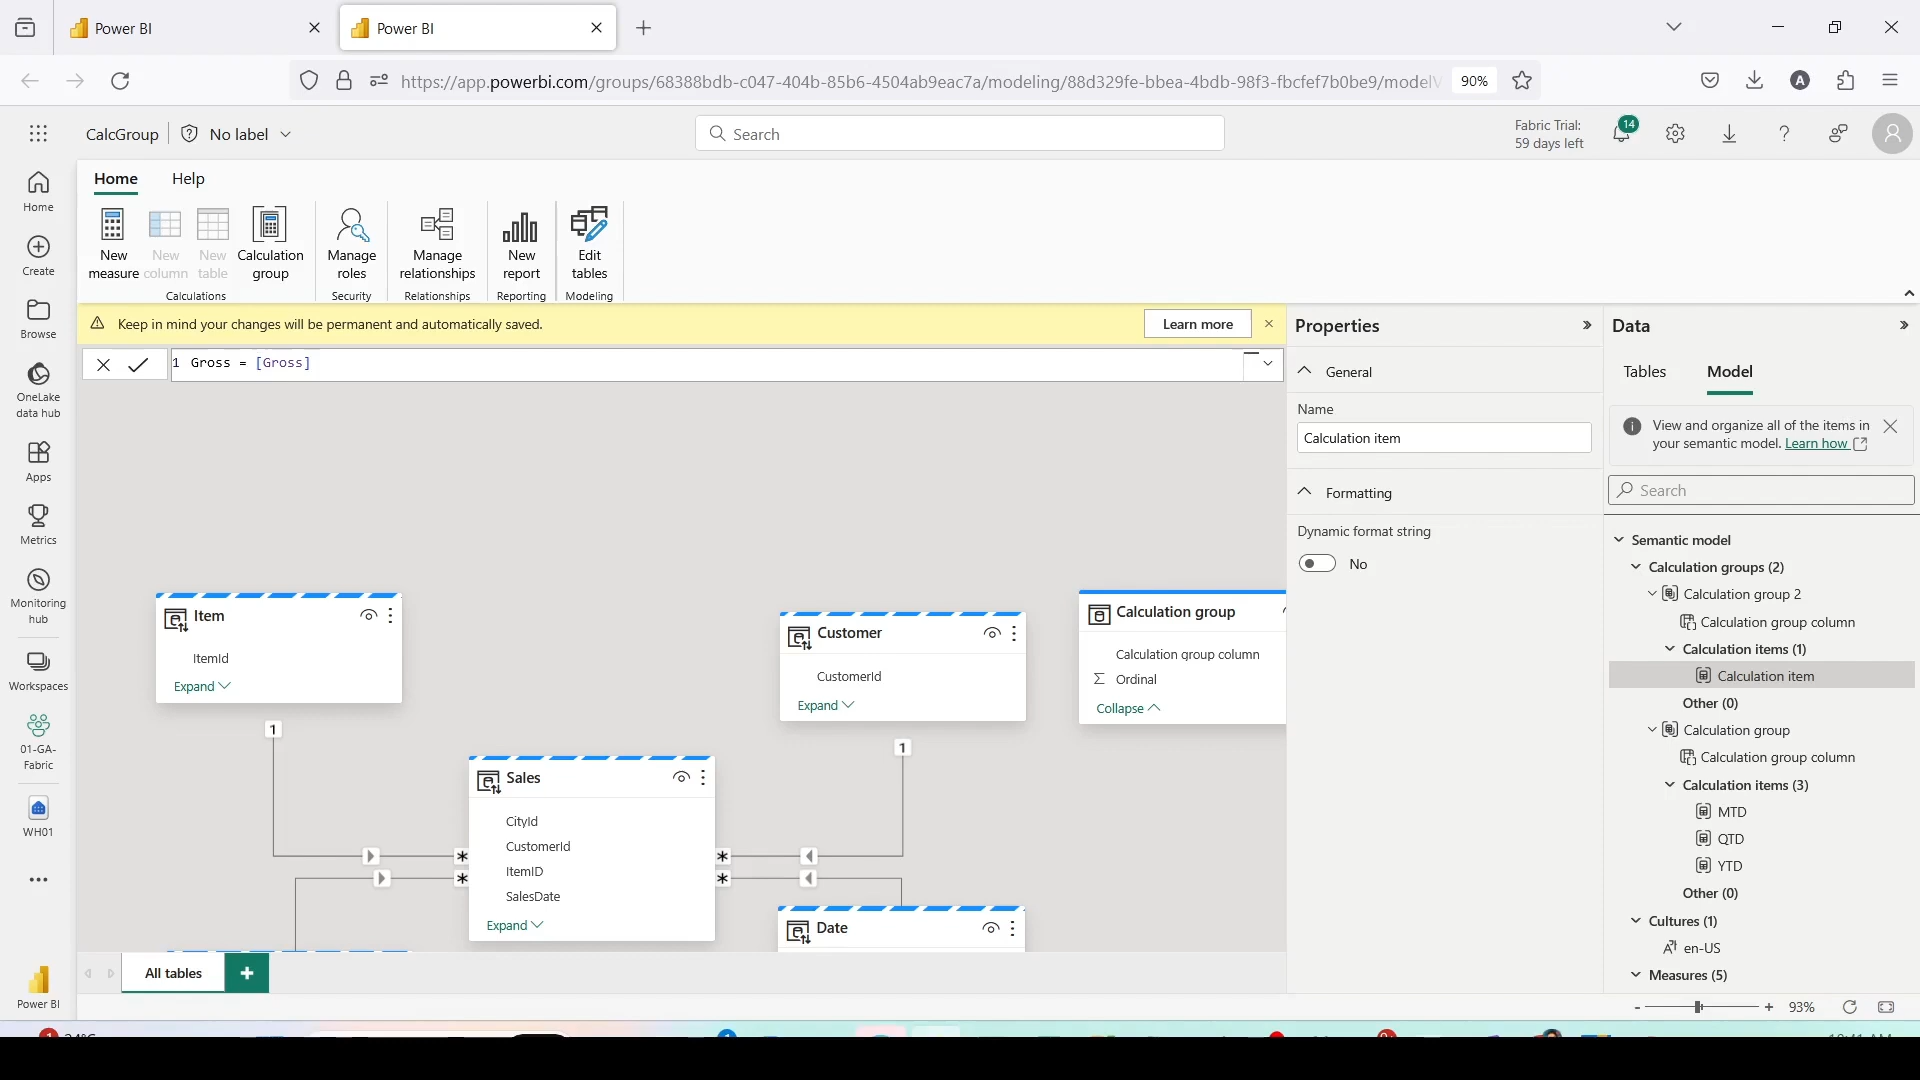 Power BI
Power BI
https://app.powerbi.com/groups/68388bdb-c047-404b-85b6-4504ab9eac7a/modeling/88d329fe-bbea-4bdb-98f3-fbcfef7b0be9/modelV
90%
A
CalcGroup
No label
Search
Fabric Trial:
59 days left
14
Home
Help
New
measure
New
column
New
table
Calculation
group
Calculations
Manage
roles
Security
Manage
relationships
Relationships
New
report
Reporting
Edit
tables
Modeling
Home
Create
Browse
OneLake
data hub
Apps
Metrics
Monitoring
hub
Workspaces
01-GA-
Fabric
WH01
Power BI
Keep in mind your changes will be permanent and automatically saved.
Learn more
1 Gross = [Gross]
Item
ItemId
Expand
1
Customer
CustomerId
Expand
1
Calculation group
Calculation group column
Σ Ordinal
Collapse
Sales
CityId
CustomerId
ItemID
SalesDate
Expand
*
*
*
*
Date
All tables
+
Properties
General
Name
Calculation item
Formatting
Dynamic format string
No
Data
Tables
Model
View and organize all of the items in
your semantic model. Learn how
Search
Semantic model
Calculation groups (2)
Calculation group 2
Calculation group column
Calculation items (1)
Calculation item
Other (0)
Calculation group
Calculation group column
Calculation items (3)
MTD
QTD
YTD
Other (0)
Cultures (1)
en-US
Measures (5)
- + 93%